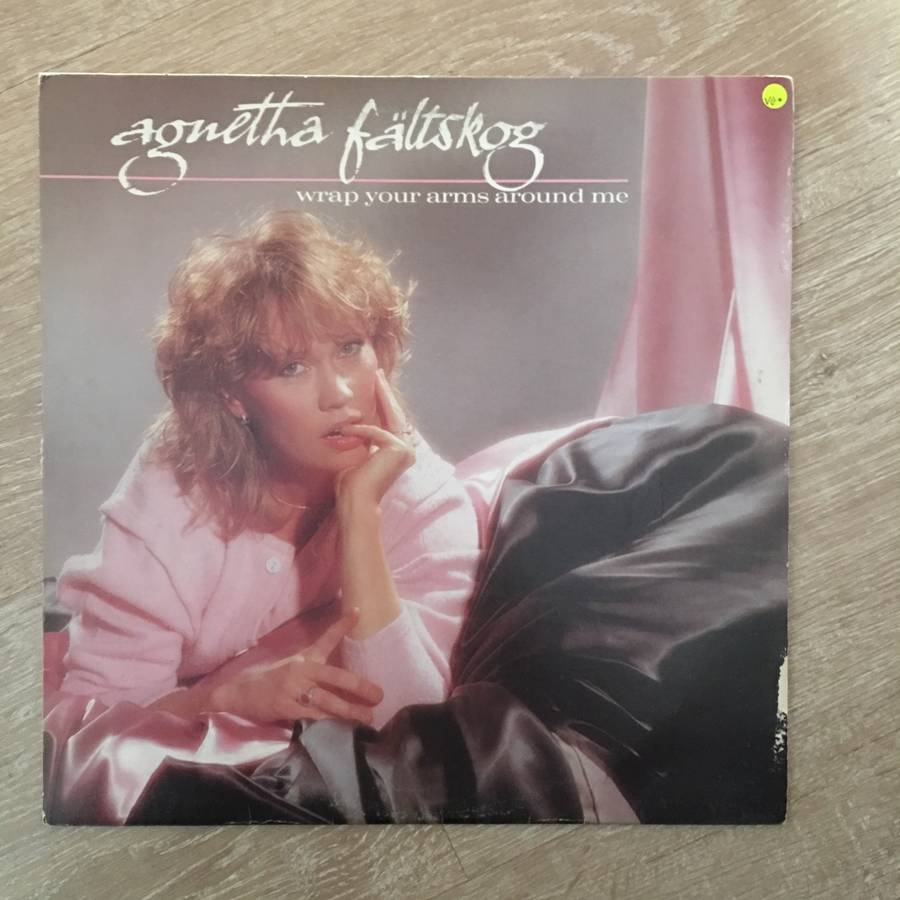 agnetha fältskog
wrap your arms around me